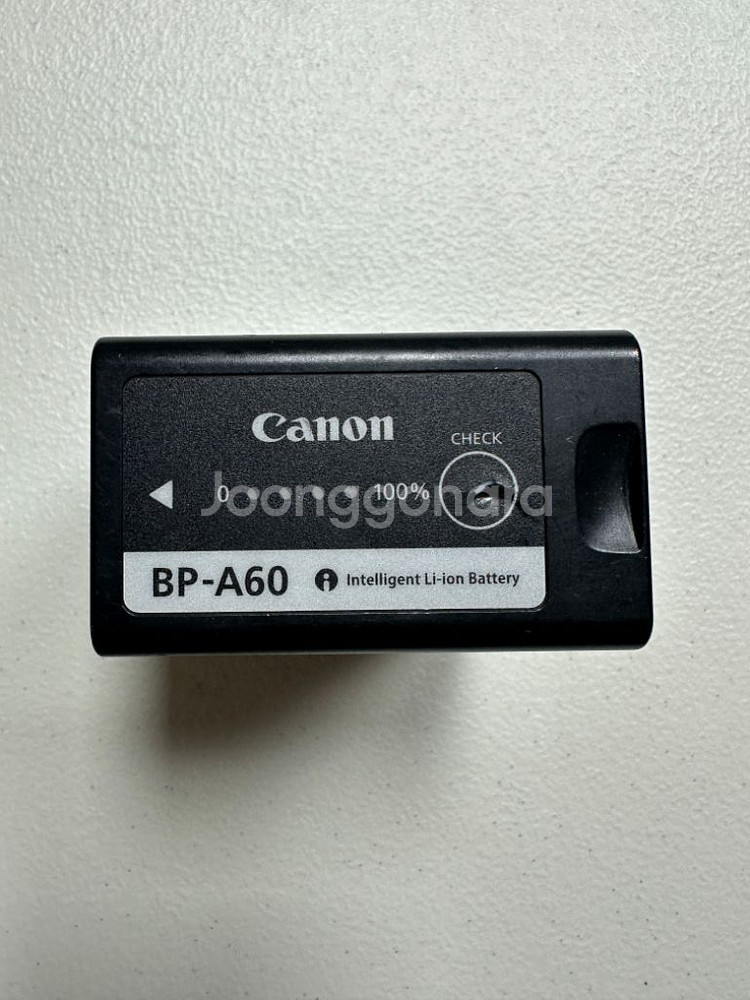 Canon
CHECK
0 100%
Joonggonara
BP-A60 Intelligent Li-ion Battery